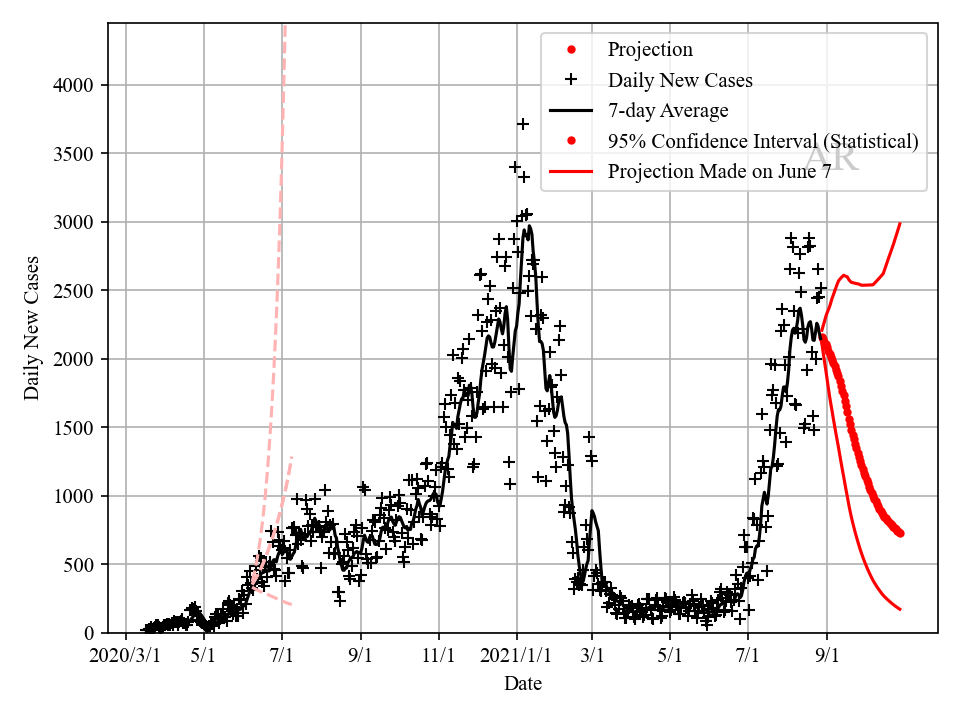 4000
3500
3000
2500
2000
1500
1000
500
0
Daily New Cases
2020/3/1 5/1 7/1 9/1 11/1 2021/1/1 3/1 5/1 7/1 9/1
Date
Projection
Daily New Cases
7-day Average
95% Confidence Interval (Statistical)
Projection Made on June 7
AR